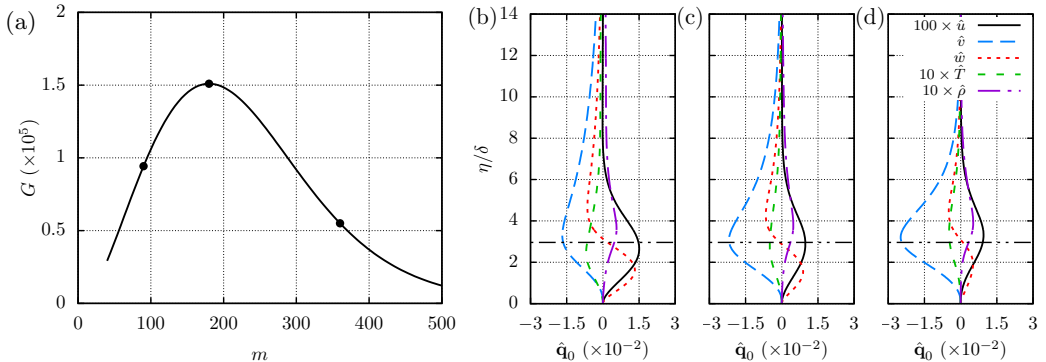 (a)
2
1.5
1
0.5
0
G (×10⁵)
0 100 200 300 400 500
m
(b)
14
12
10
8
6
4
2
0
η/δ
−3 −1.5 0 1.5 3
q̂₀ (×10⁻²)
(c)
−3 −1.5 0 1.5 3
q̂₀ (×10⁻²)
(d)
100 × û
v̂
ŵ
10 × T̂
10 × ρ̂
−3 −1.5 0 1.5 3
q̂₀ (×10⁻²)